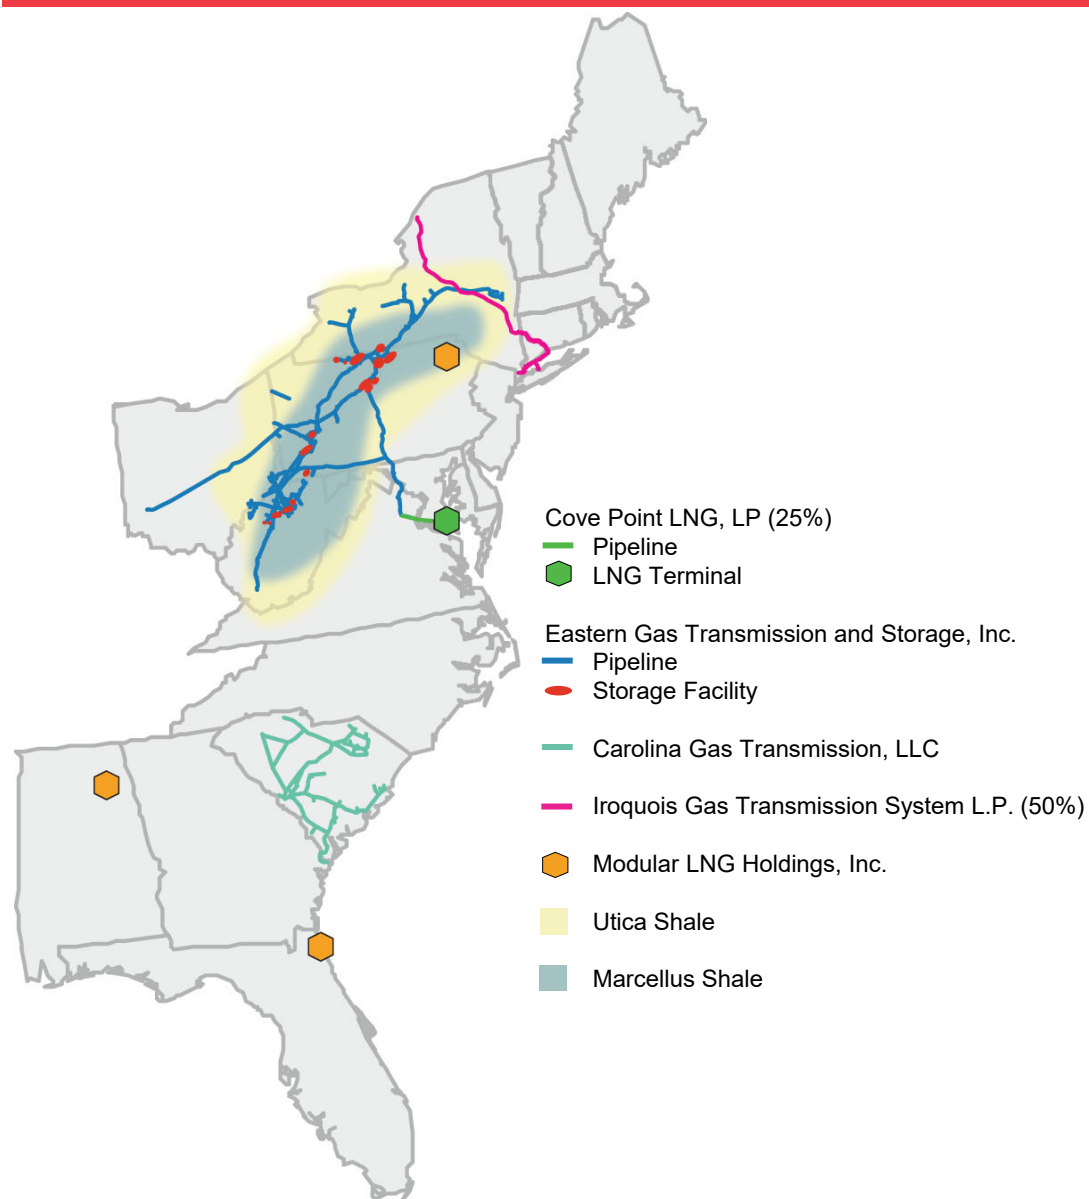 Cove Point LNG, LP (25%)
Pipeline
LNG Terminal
Eastern Gas Transmission and Storage, Inc.
Pipeline
Storage Facility
Carolina Gas Transmission, LLC
Iroquois Gas Transmission System L.P. (50%)
Modular LNG Holdings, Inc.
Utica Shale
Marcellus Shale